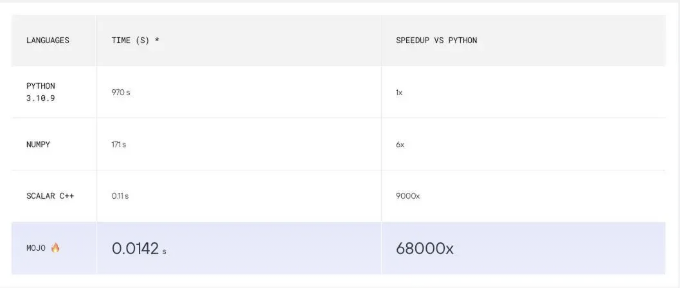 LANGUAGES TIME (S) * SPEEDUP VS PYTHON
PYTHON
3.10.9 970 s 1x
NUMPY 171 s 6x
SCALAR C++ 0.11 s 9000x
MOJO 🔥 0.0142 s 68000x